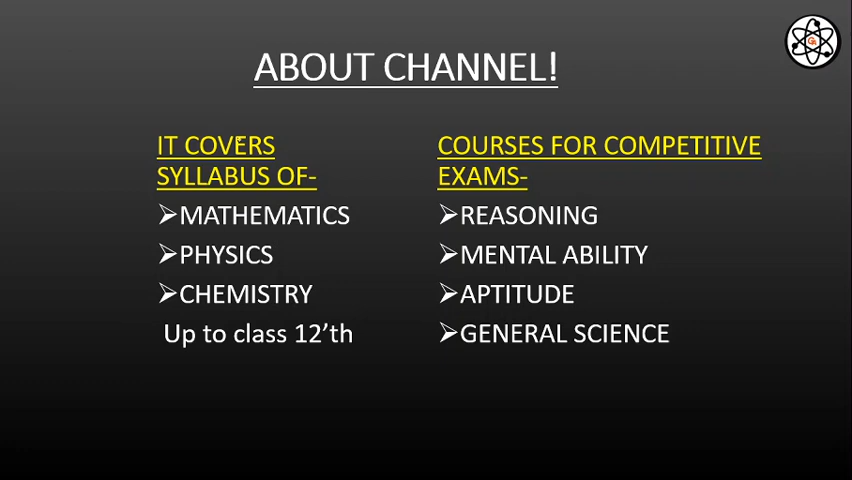 ABOUT CHANNEL!
IT COVERS
SYLLABUS OF-
➢MATHEMATICS
➢PHYSICS
➢CHEMISTRY
Up to class 12’th
COURSES FOR COMPETITIVE
EXAMS-
➢REASONING
➢MENTAL ABILITY
➢APTITUDE
➢GENERAL SCIENCE